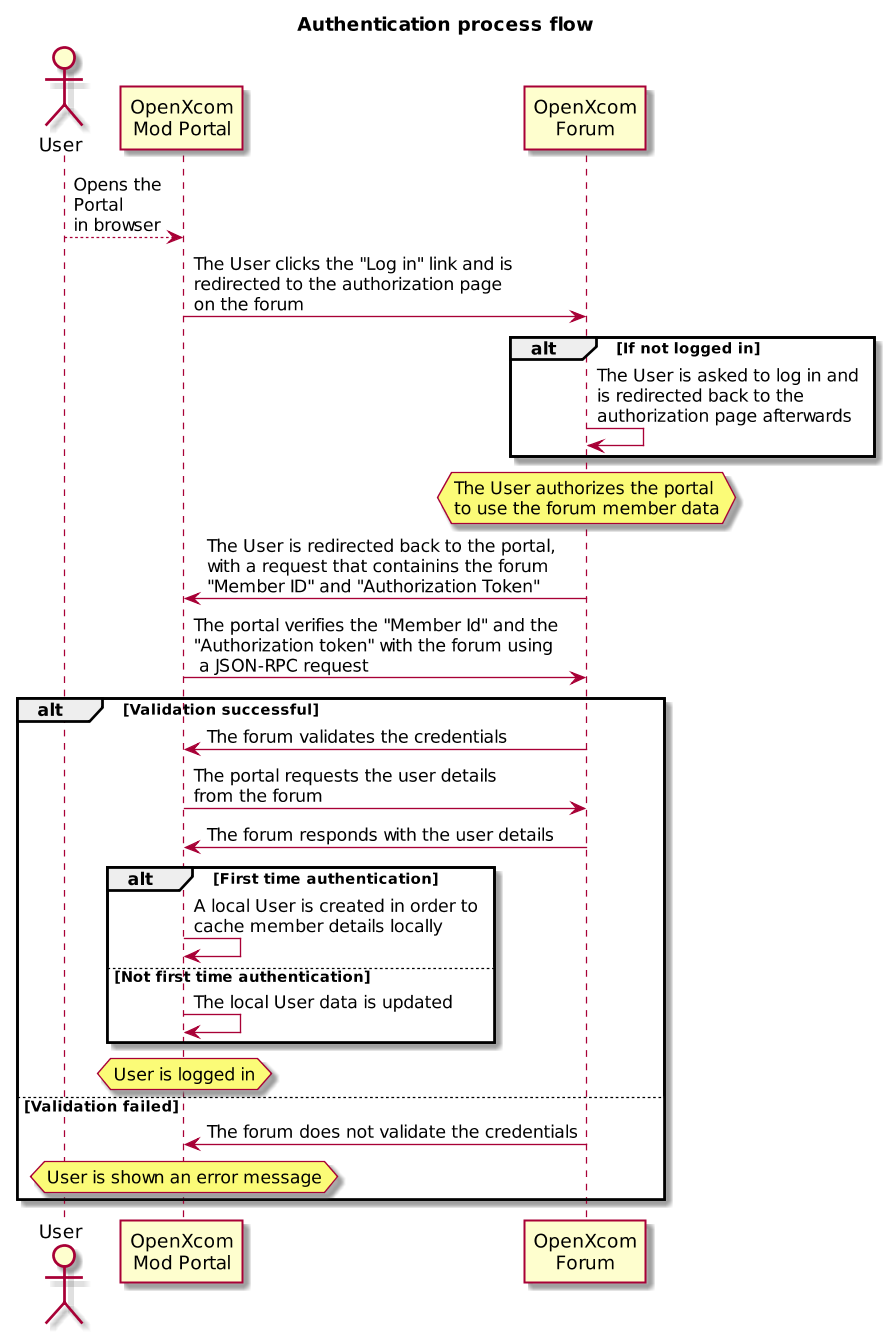 Authentication process flow
User
OpenXcom
Mod Portal
OpenXcom
Forum
Opens the
Portal
in browser
The User clicks the "Log in" link and is
redirected to the authorization page
on the forum
alt
[If not logged in]
The User is asked to log in and
is redirected back to the
authorization page afterwards
The User authorizes the portal
to use the forum member data
The User is redirected back to the portal,
with a request that containins the forum
"Member ID" and "Authorization Token"
The portal verifies the "Member Id" and the
"Authorization token" with the forum using
a JSON-RPC request
alt
[Validation successful]
The forum validates the credentials
The portal requests the user details
from the forum
The forum responds with the user details
alt
[First time authentication]
A local User is created in order to
cache member details locally
[Not first time authentication]
The local User data is updated
User is logged in
[Validation failed]
The forum does not validate the credentials
User is shown an error message
User
OpenXcom
Mod Portal
OpenXcom
Forum